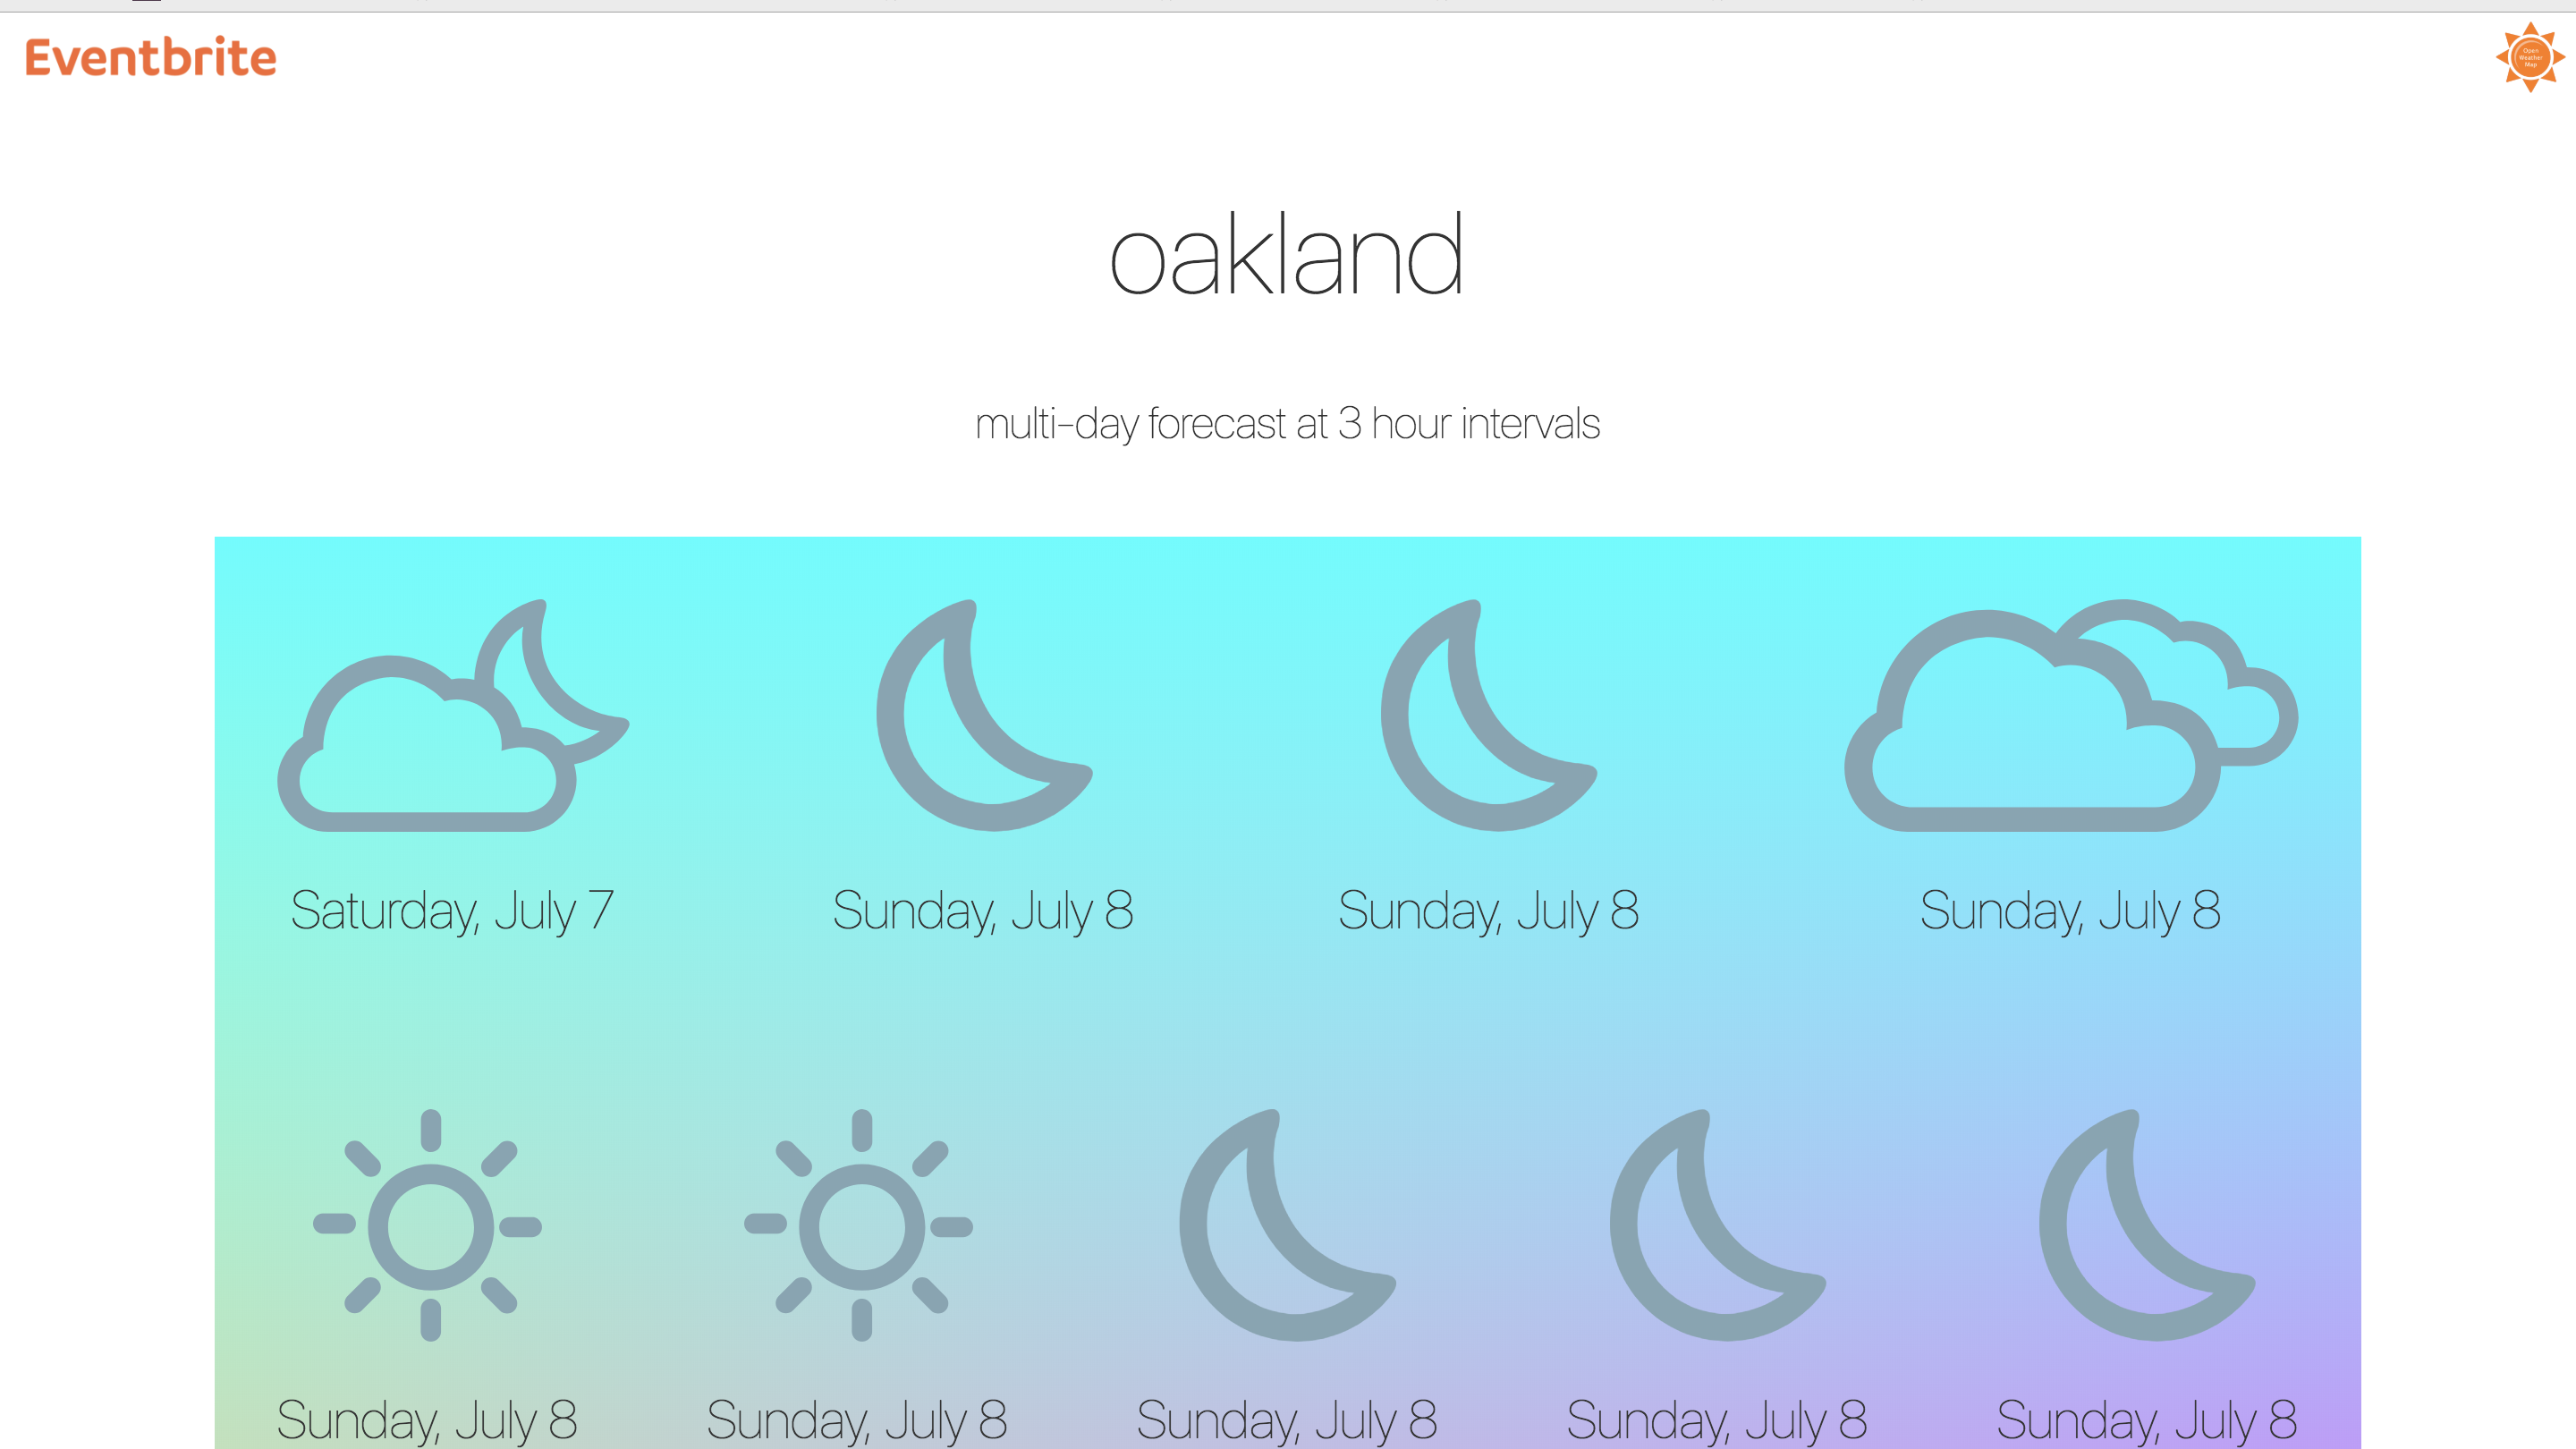 Eventbrite
Open
Weather
Map
oakland
multi-day forecast at 3 hour intervals
Saturday, July 7
Sunday, July 8
Sunday, July 8
Sunday, July 8
Sunday, July 8
Sunday, July 8
Sunday, July 8
Sunday, July 8
Sunday, July 8